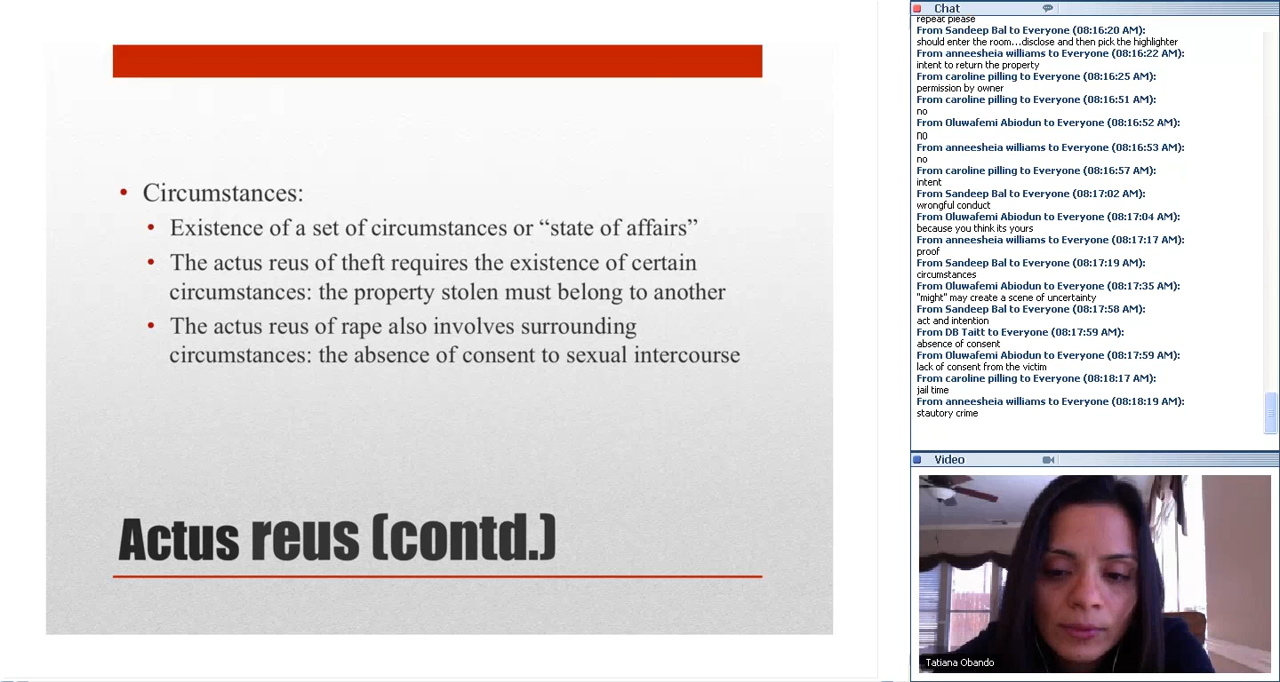 Circumstances:
Existence of a set of circumstances or “state of affairs”
The actus reus of theft requires the existence of certain
circumstances: the property stolen must belong to another
The actus reus of rape also involves surrounding
circumstances: the absence of consent to sexual intercourse
Actus reus (contd.)
Chat
repeat please
From Sandeep Bal to Everyone (08:16:20 AM):
should enter the room...disclose and then pick the highlighter
From anneesheia williams to Everyone (08:16:22 AM):
intent to return the property
From caroline pilling to Everyone (08:16:25 AM):
permission by owner
From caroline pilling to Everyone (08:16:51 AM):
no
From Oluwafemi Abiodun to Everyone (08:16:52 AM):
no
From anneesheia williams to Everyone (08:16:53 AM):
no
From caroline pilling to Everyone (08:16:57 AM):
intent
From Sandeep Bal to Everyone (08:17:02 AM):
wrongful conduct
From Oluwafemi Abiodun to Everyone (08:17:04 AM):
because you think its yours
From anneesheia williams to Everyone (08:17:17 AM):
proof
From Sandeep Bal to Everyone (08:17:19 AM):
circumstances
From Oluwafemi Abiodun to Everyone (08:17:35 AM):
"might" may create a scene of uncertainty
From Sandeep Bal to Everyone (08:17:58 AM):
act and intention
From DB Taitt to Everyone (08:17:59 AM):
absence of consent
From Oluwafemi Abiodun to Everyone (08:17:59 AM):
lack of consent from the victim
From caroline pilling to Everyone (08:18:17 AM):
jail time
From anneesheia williams to Everyone (08:18:19 AM):
stautory crime
Video
Tatiana Obando